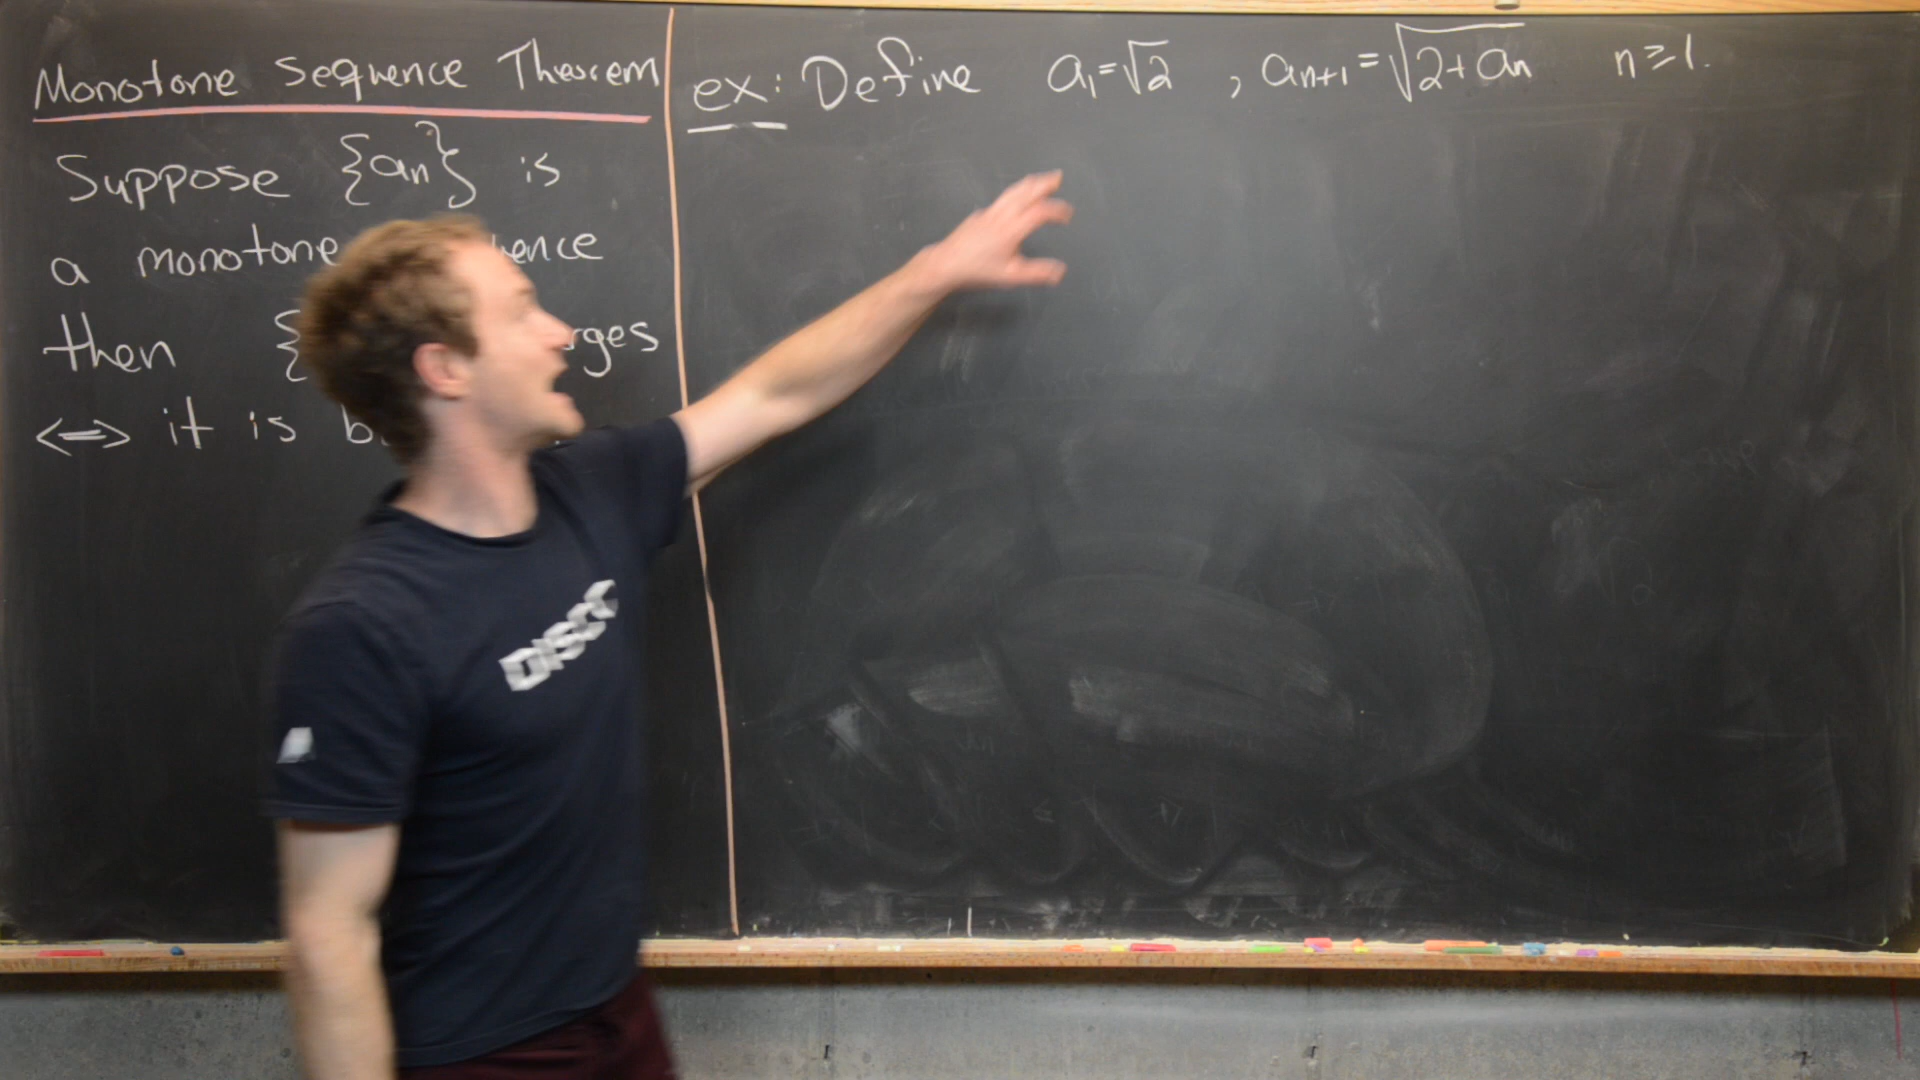 Monotone Sequence Theorem
Suppose {an} is
a monotone
then
<=> it is
ex: Define a1=√2 , an+1=√2+an n≥1.